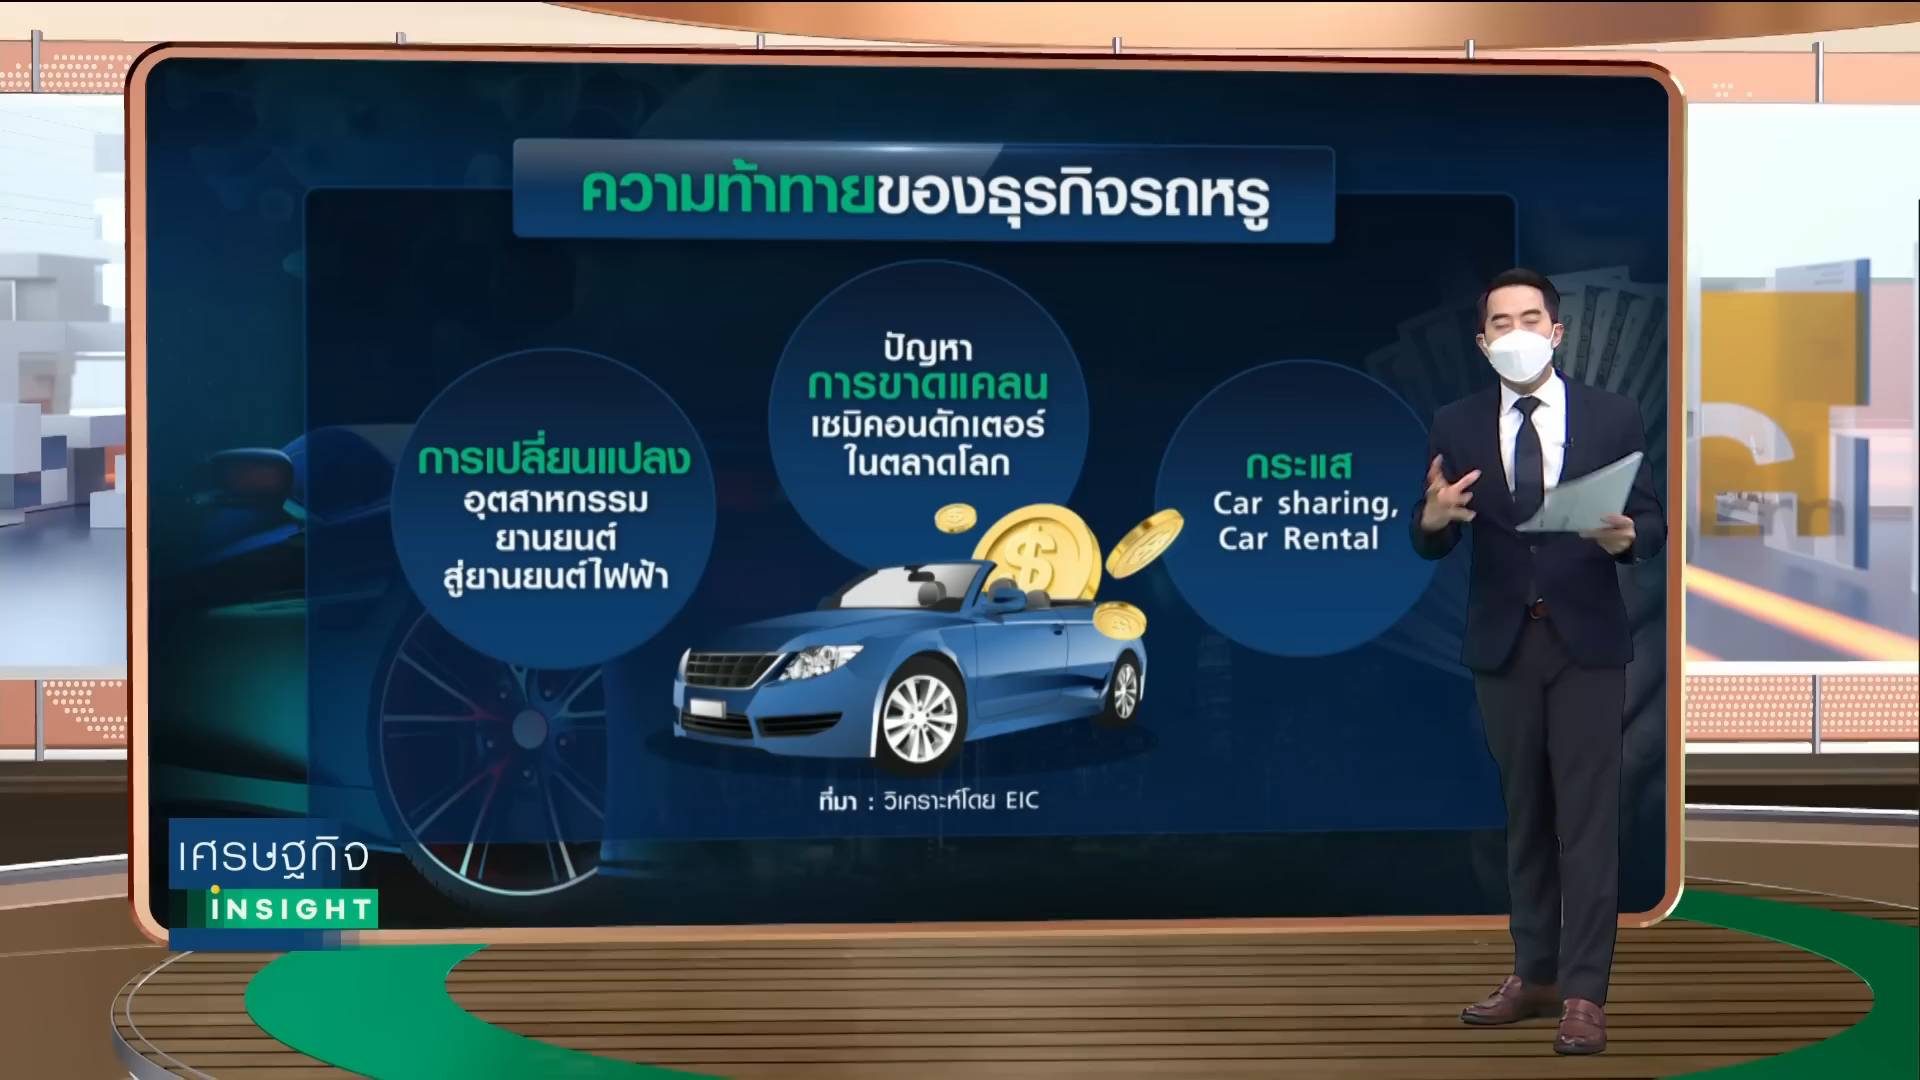 ความท้าทายของธุรกิจรถหรู
การเปลี่ยนแปลง
อุตสาหกรรม
ยานยนต์
สู่ยานยนต์ไฟฟ้า
ปัญหา
การขาดแคลน
เซมิคอนดักเตอร์
ในตลาดโลก
กระแส
Car sharing,
Car Rental
ที่มา : วิเคราะห์โดย EIC
เศรษฐกิจ
INSIGHT